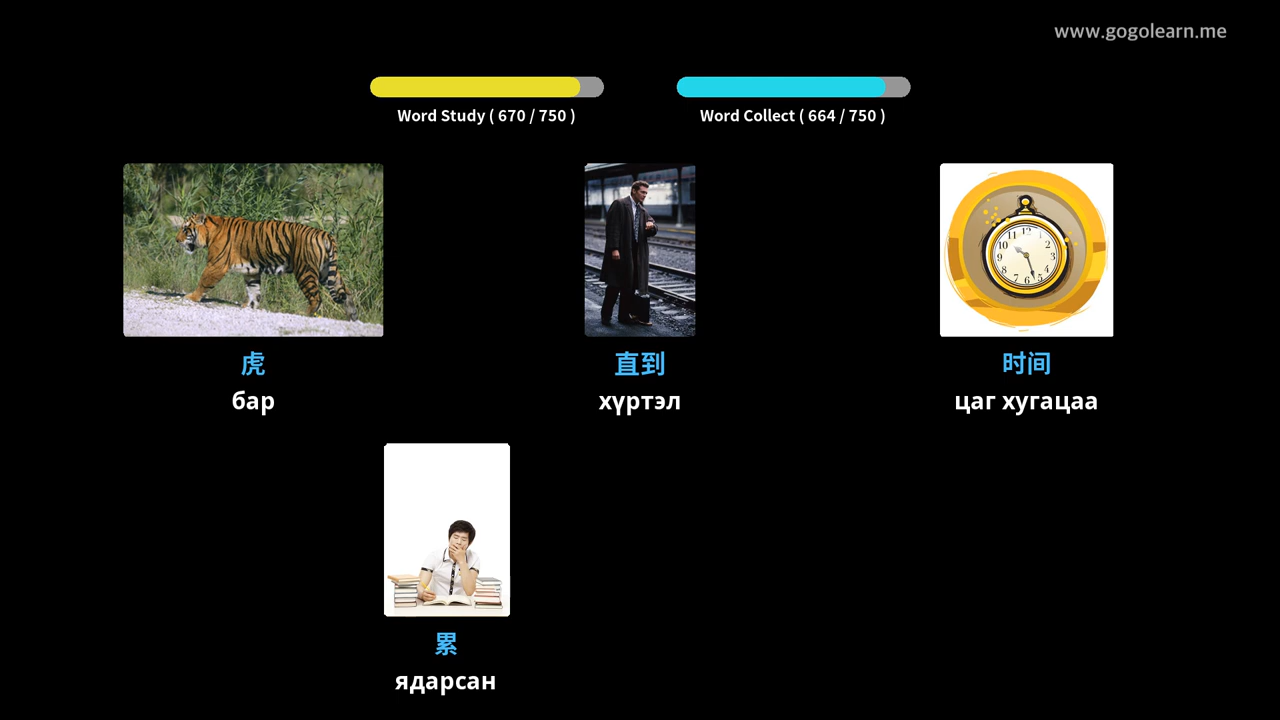 www.gogolearn.me
Word Study ( 670 / 750 )
Word Collect ( 664 / 750 )
虎
бар
直到
хүртэл
时间
цаг хугацаа
累
ядарсан